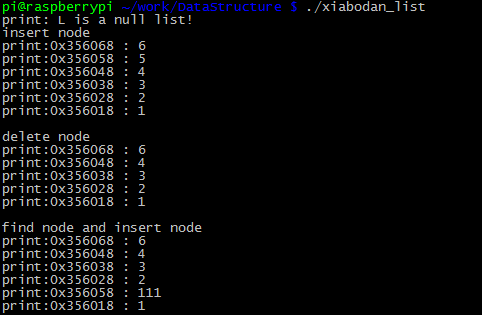 pi@raspberrypi ~/work/DataStructure $ ./xiabodan_list
print: L is a null list!
insert node
print:0x356068 : 6
print:0x356058 : 5
print:0x356048 : 4
print:0x356038 : 3
print:0x356028 : 2
print:0x356018 : 1
delete node
print:0x356068 : 6
print:0x356048 : 4
print:0x356038 : 3
print:0x356028 : 2
print:0x356018 : 1
find node and insert node
print:0x356068 : 6
print:0x356048 : 4
print:0x356038 : 3
print:0x356028 : 2
print:0x356058 : 111
print:0x356018 : 1